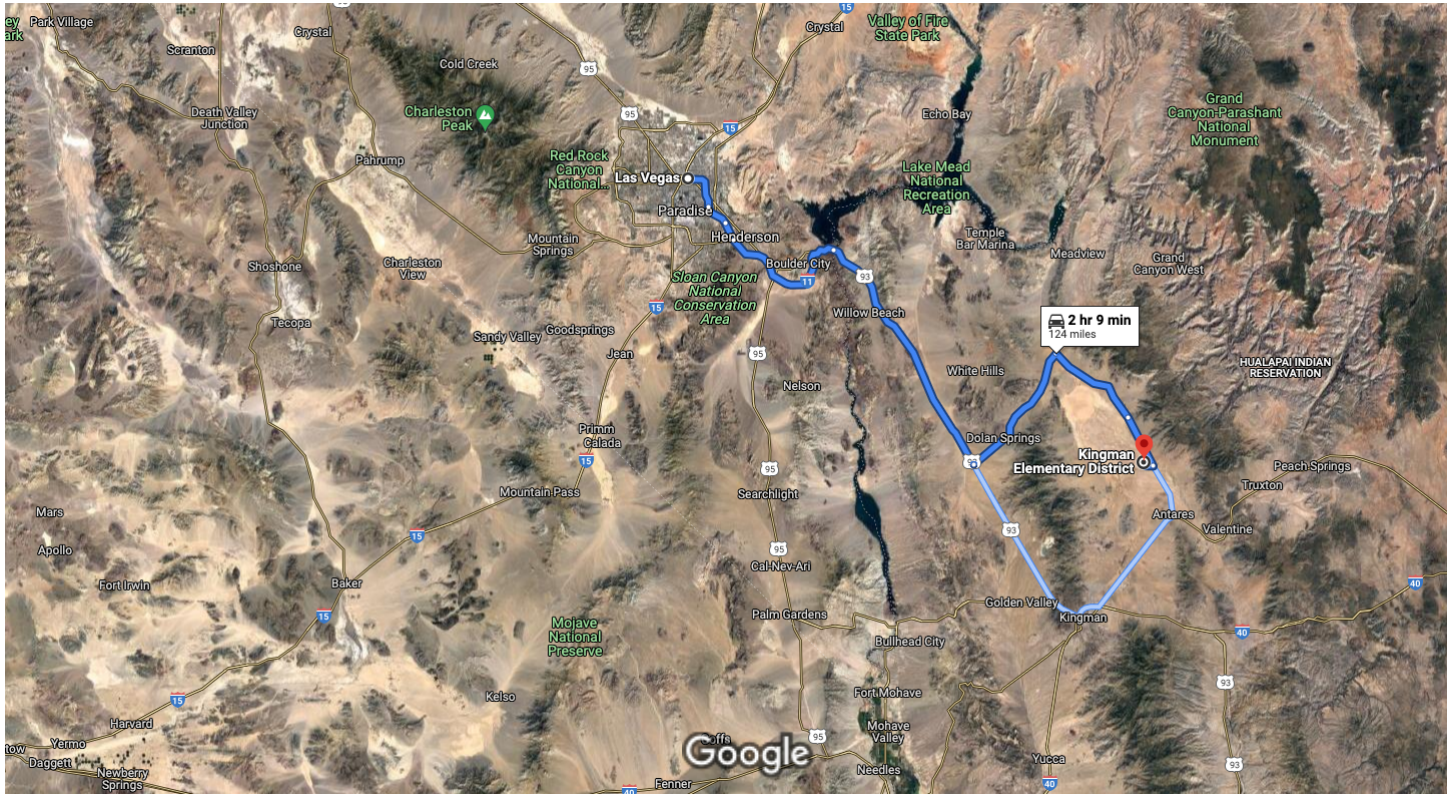 Park Village
Scranton
Crystal
Cold Creek
95
Crystal
15
Valley of Fire
State Park
Death Valley
Junction
Charleston
Peak
95
15
Echo Bay
Grand
Canyon-Parashant
National
Monument
Pahrump
Red Rock
Canyon
National...
Las Vegas
Lake Mead
National
Recreation
Area
Paradise
Henderson
Mountain
Springs
Temple
Bar Marina
Meadview
Grand
Canyon West
Shoshone
Charleston
View
Boulder City
11
93
Sloan Canyon
National
Conservation
Area
15
Willow Beach
Tecopa
Sandy Valley
Goodsprings
Jean
95
2 hr 9 min
124 miles
Nelson
White Hills
HUALAPAI INDIAN
RESERVATION
Primm
Calada
15
Dolan Springs
93
Kingman
Elementary District
95
Peach Springs
Truxton
Mountain Pass
Searchlight
Mars
Antares
Valentine
15
93
Apollo
95
Cal-Nev-Ari
Fort Irwin
Baker
40
15
Palm Gardens
Golden Valley
Kingman
40
Mojave
National
Preserve
Bullhead City
93
Kelso
Fort Mohave
15
Harvard
Mohave
Valley
Yermo
Goffs
Google
95
Daggett
Newberry
Springs
Needles
Yucca
93
Fenner
40
40